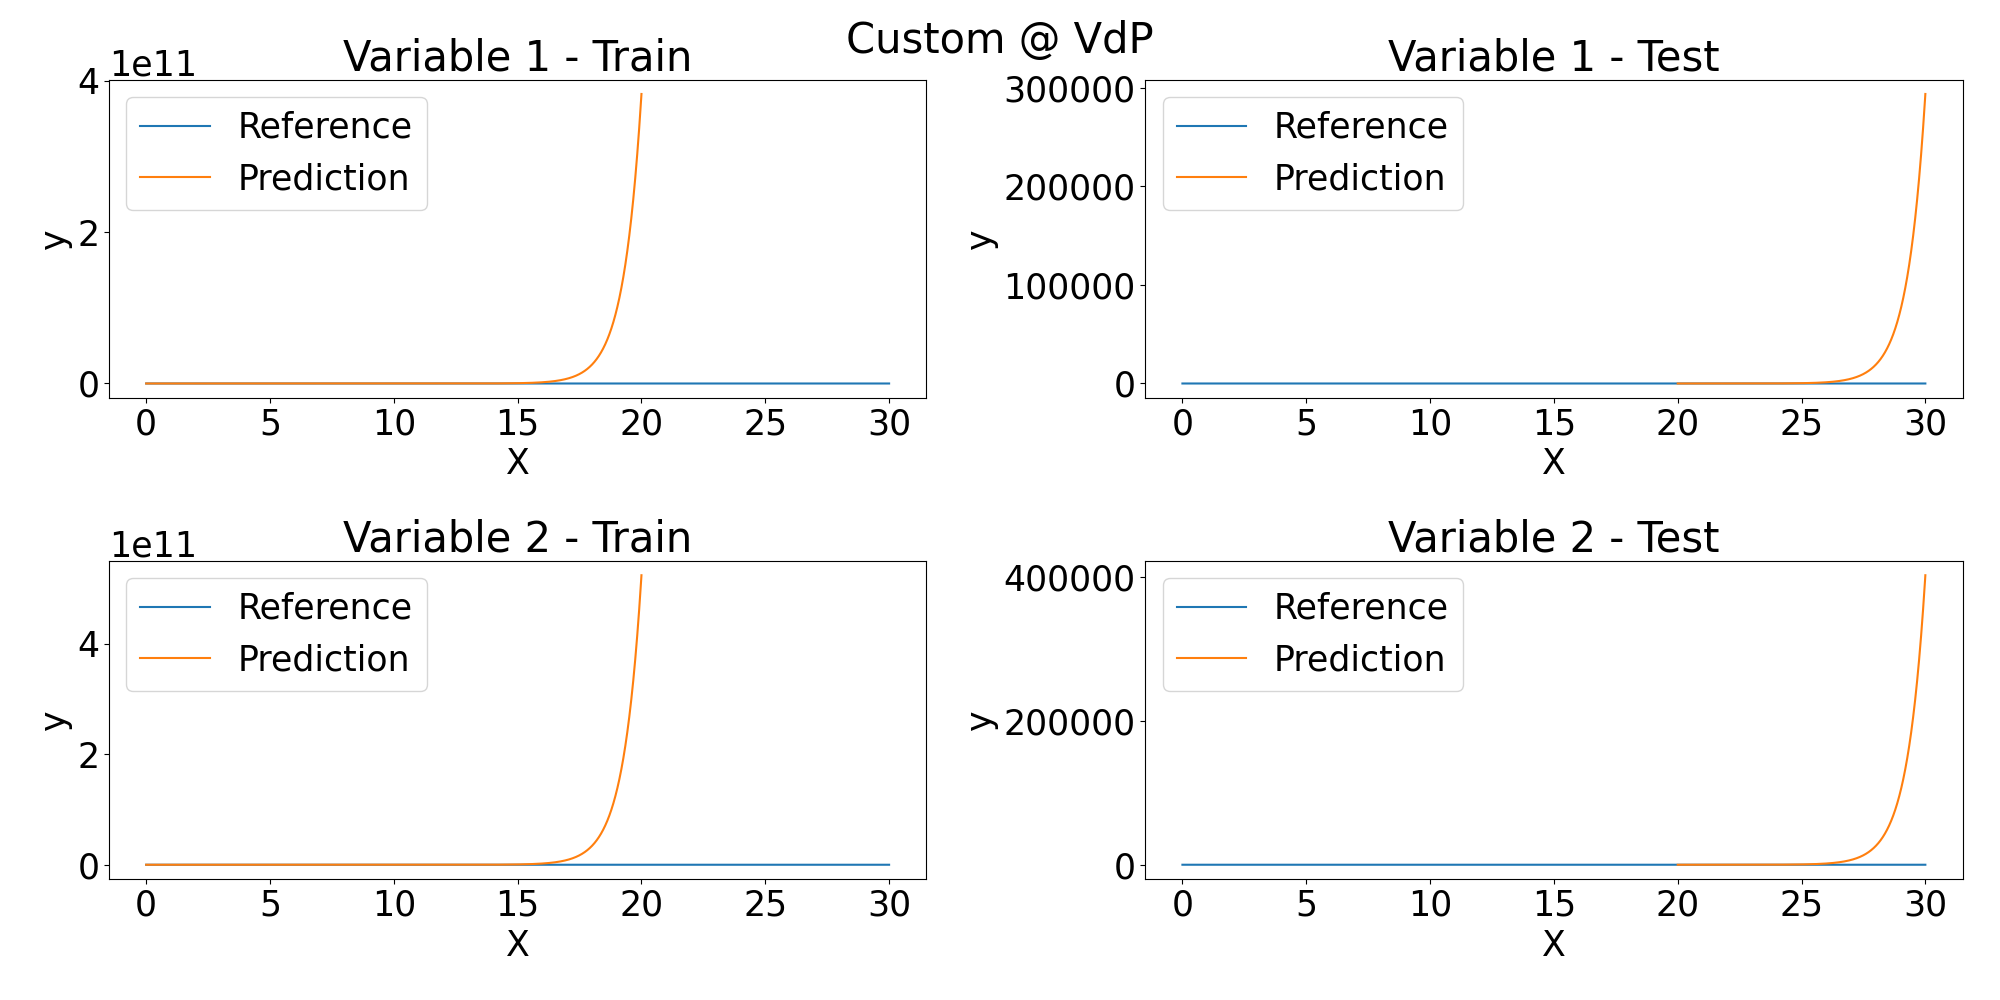 Custom @ VdP
Variable 1 - Train
1e11
4
2
0
y
Reference
Prediction
0 5 10 15 20 25 30
X
Variable 1 - Test
300000
200000
100000
0
y
Reference
Prediction
0 5 10 15 20 25 30
X
Variable 2 - Train
1e11
4
2
0
y
Reference
Prediction
0 5 10 15 20 25 30
X
Variable 2 - Test
400000
200000
0
y
Reference
Prediction
0 5 10 15 20 25 30
X